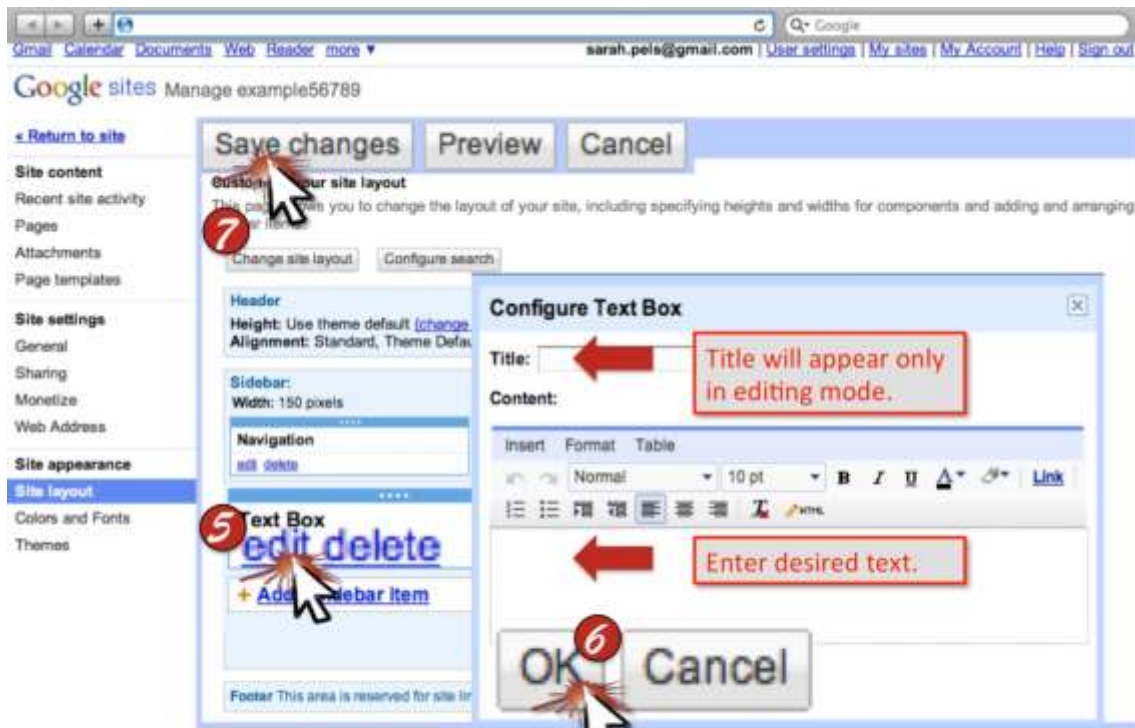 Google
Gmail Calendar Documents Web Reader more ▼
sarah.pels@gmail.com | User settings | My sites | My Account | Help | Sign out
Google sites Manage example56789
« Return to site
Site content
Recent site activity
Pages
Attachments
Page templates
Site settings
General
Sharing
Monetize
Web Address
Site appearance
Site layout
Colors and Fonts
Themes
Save changes Preview Cancel
your site layout
This page you to change the layout of your site, including specifying heights and widths for components and adding and arranging
7
Change site layout Configure search
Header
Height: Use theme default (change
Alignment: Standard, Theme Defau
Sidebar:
Width: 150 pixels
Navigation
edit delete
5
Text Box
edit delete
+ Add sidebar item
Footer This area is reserved for site
Configure Text Box
Title:
Title will appear only
in editing mode.
Content:
Insert Format Table
Normal 10 pt B I U A Link
HTML
Enter desired text.
6
OK Cancel